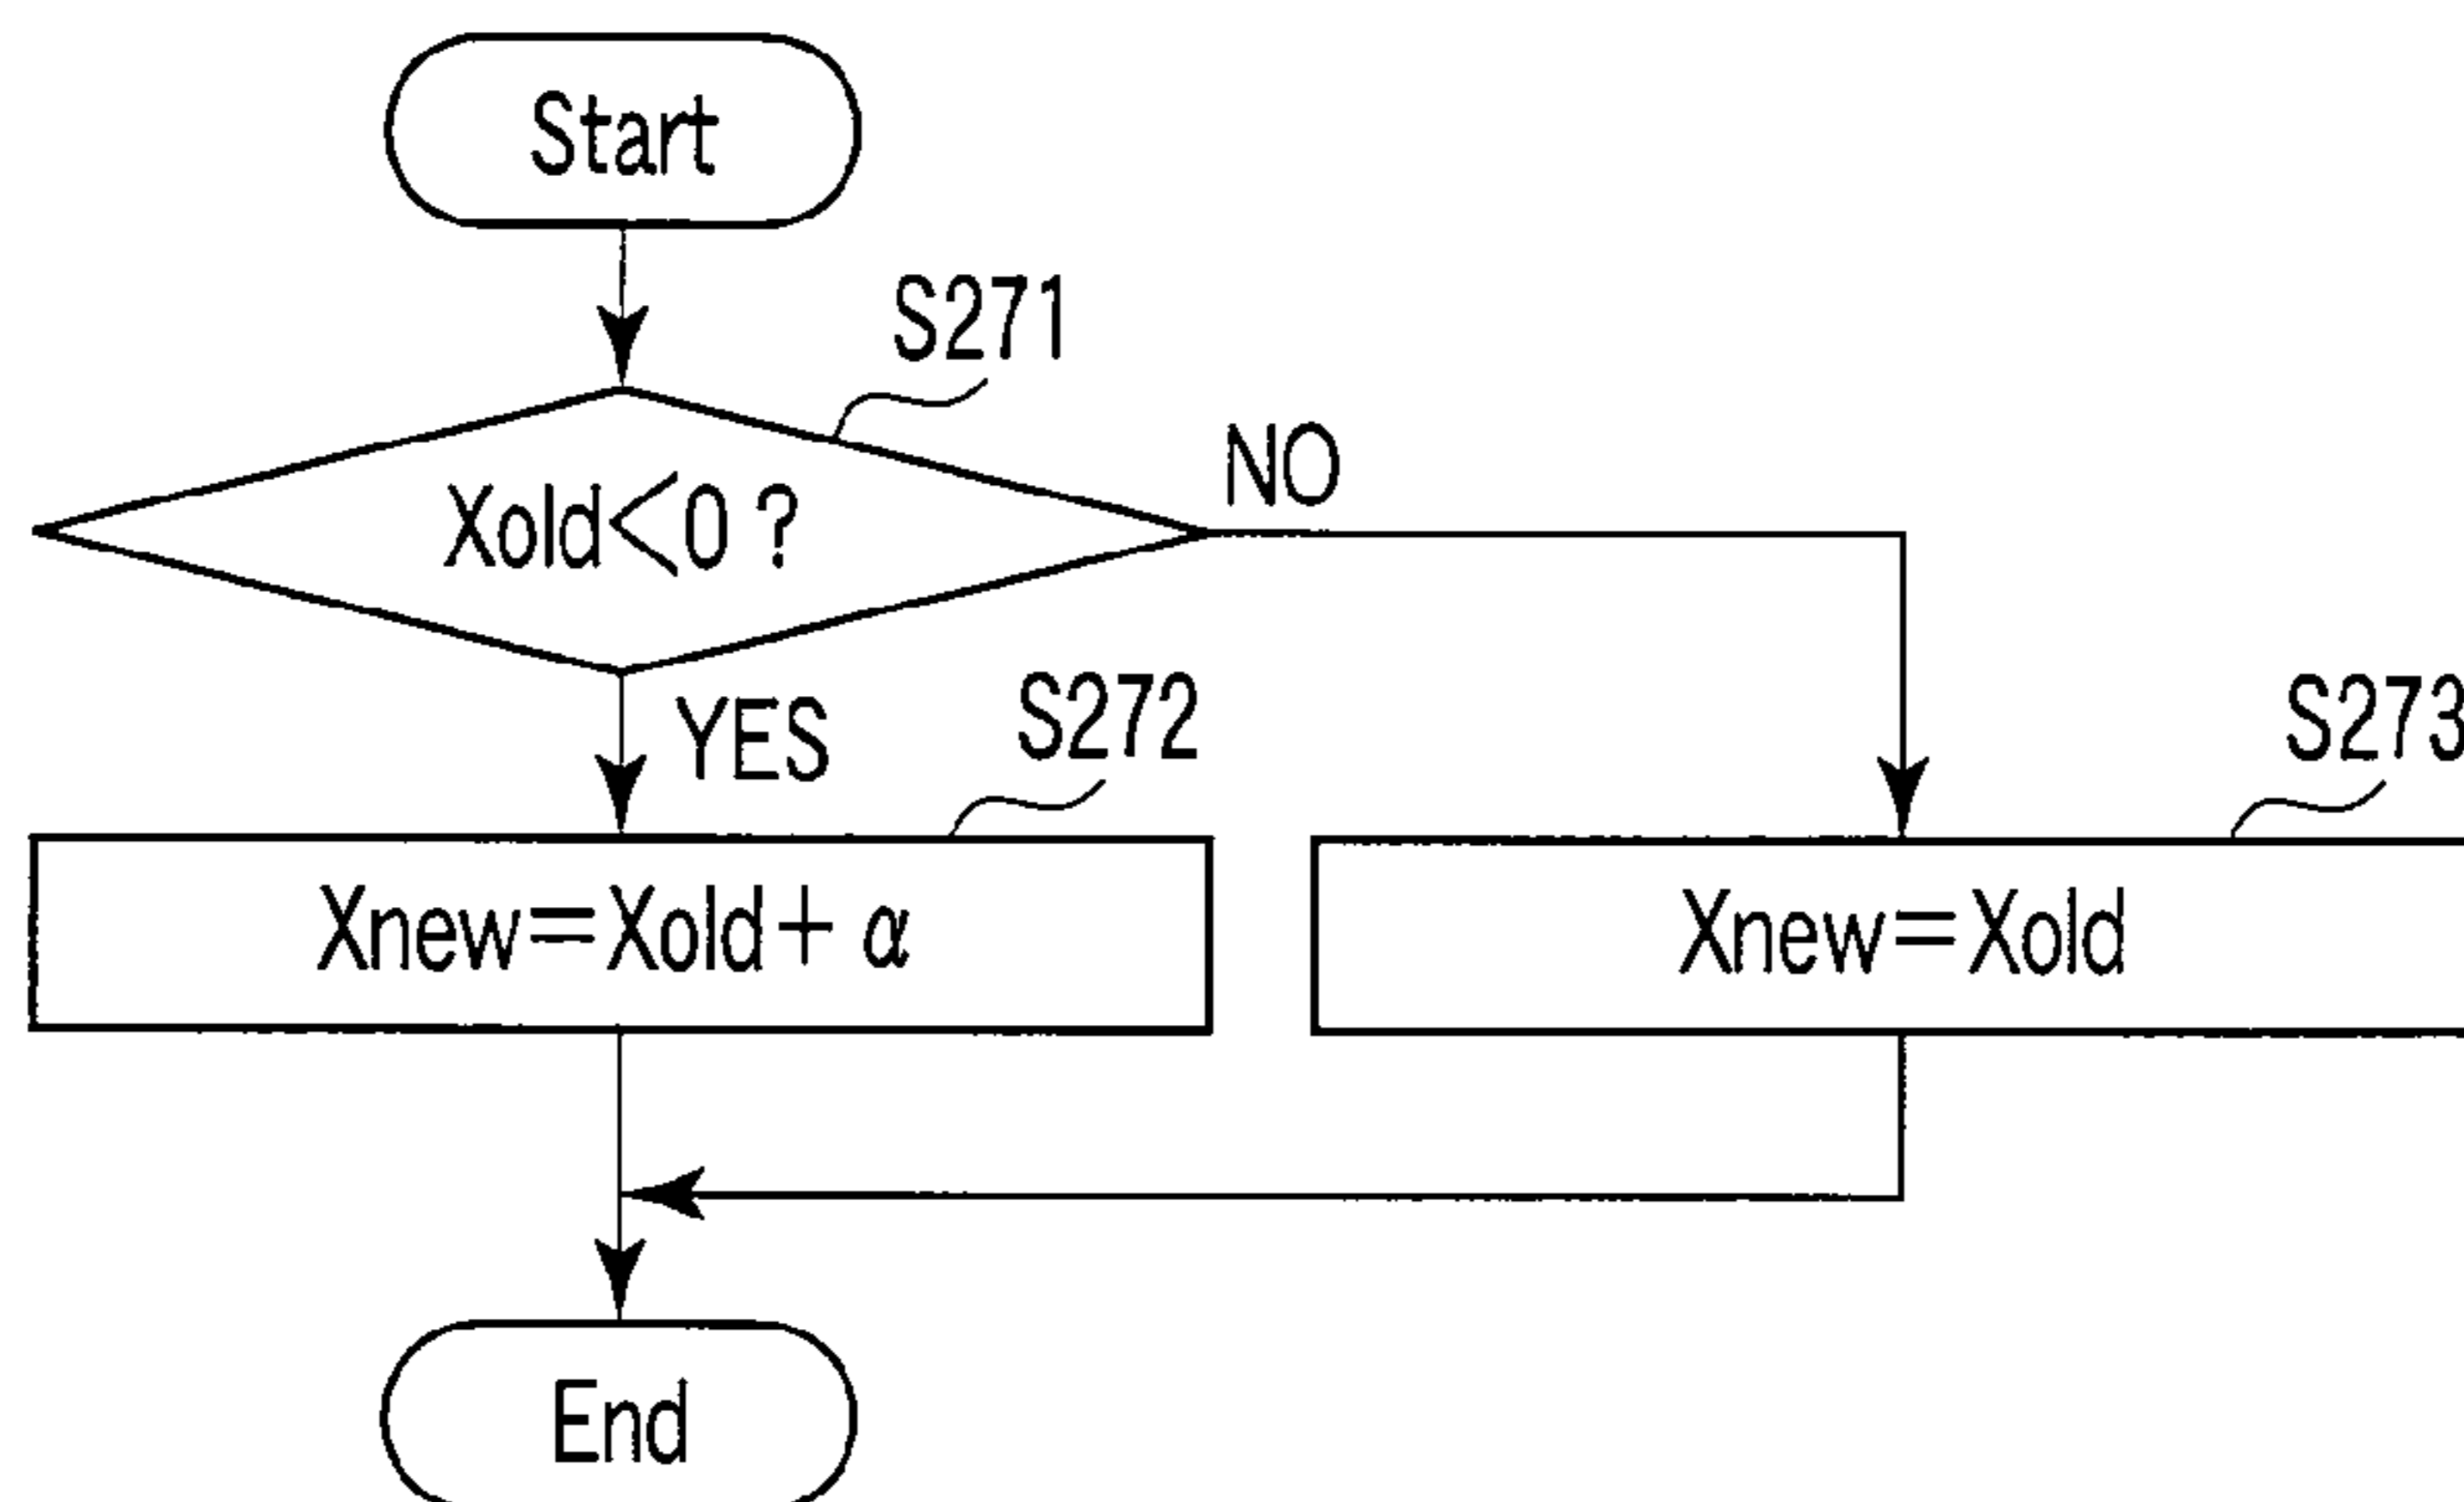 Start
S271
Xold<0 ?
NO
YES
S272
S273
Xnew=Xold+ α
Xnew=Xold
End